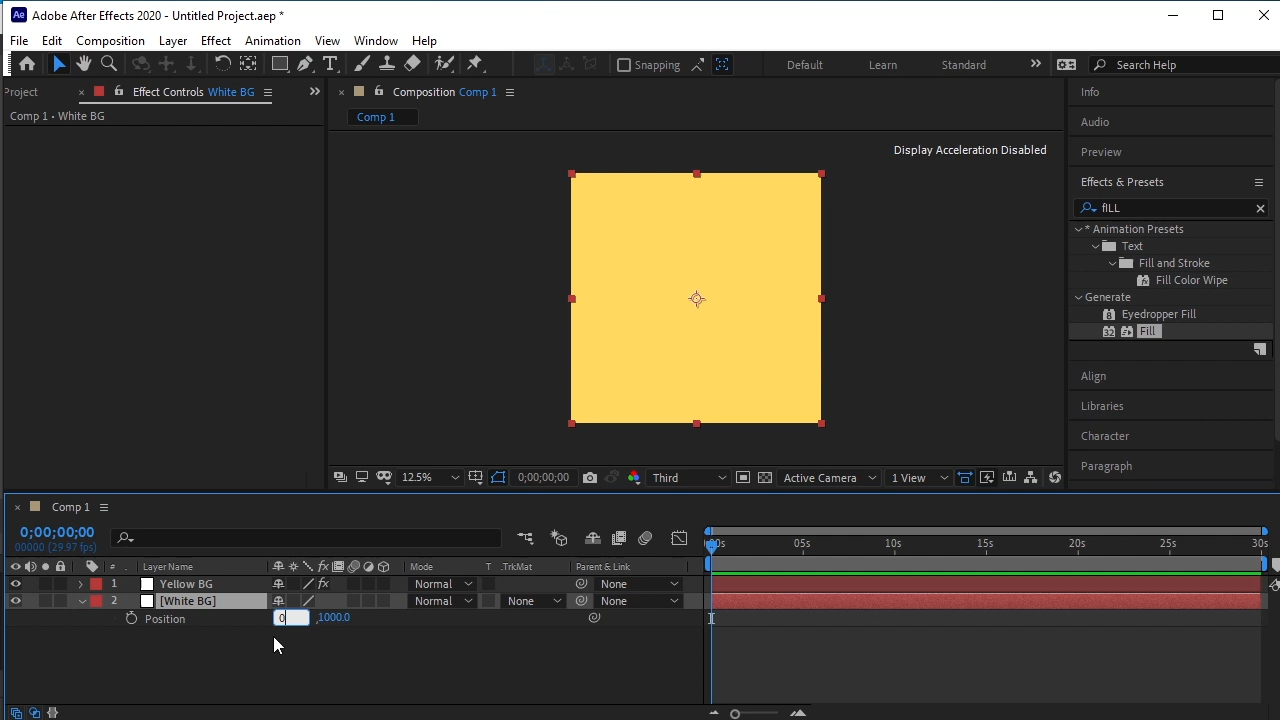 Ae Adobe After Effects 2020 - Untitled Project.aep *
File Edit Composition Layer Effect Animation View Window Help
Snapping Default Learn Standard Search Help
Project Effect Controls White BG
Comp 1 • White BG
Composition Comp 1
Comp 1
Display Acceleration Disabled
Info
Audio
Preview
Effects & Presets
fILL
* Animation Presets
Text
Fill and Stroke
Fill Color Wipe
Generate
Eyedropper Fill
Fill
Align
Libraries
Character
Paragraph
12.5% 0;00;00;00 Third Active Camera 1 View
Comp 1
0;00;00;00
00000 (29.97 fps)
:00s 05s 10s 15s 20s 25s 30s
# Layer Name Mode T .TrkMat Parent & Link
1 Yellow BG Normal None
2 [White BG] Normal None None
Position 0 ,1000.0